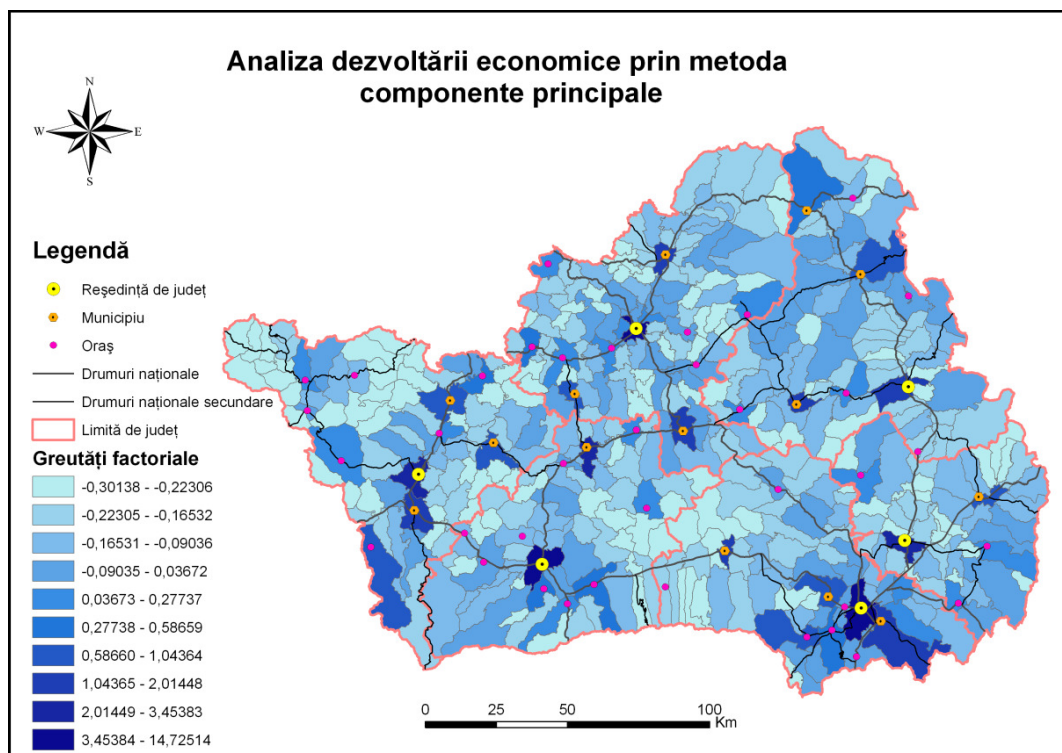 Analiza dezvoltării economice prin metoda
componente principale
N
W
E
S
Legendă
Reşedinţă de judeţ
Municipiu
Oraş
Drumuri naţionale
Drumuri naţionale secundare
Limită de judeţ
Greutăţi factoriale
-0,30138 - -0,22306
-0,22305 - -0,16532
-0,16531 - -0,09036
-0,09035 - 0,03672
0,03673 - 0,27737
0,27738 - 0,58659
0,58660 - 1,04364
1,04365 - 2,01448
2,01449 - 3,45383
3,45384 - 14,72514
0 25 50 100
Km